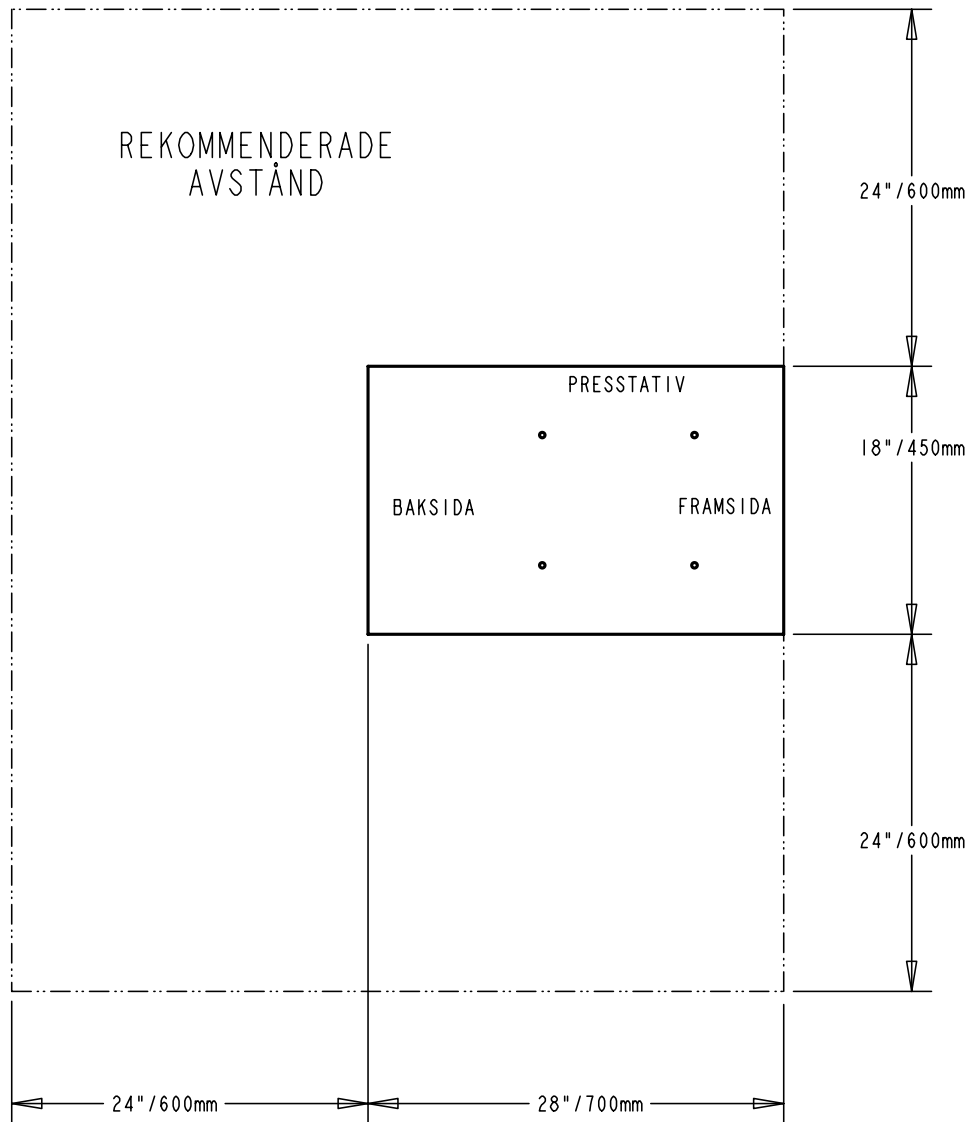 REKOMMENDERADE
AVSTÅND
24"/600mm
PRESSTATIV
18"/450mm
BAKSIDA
FRAMSIDA
24"/600mm
24"/600mm
28"/700mm